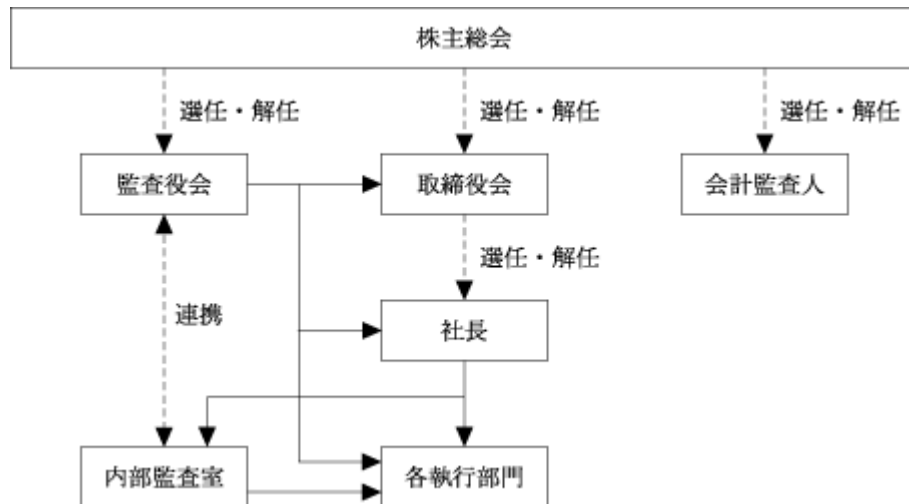 株主総会
選任・解任
選任・解任
選任・解任
監査役会
取締役会
会計監査人
選任・解任
連携
社長
内部監査室
各執行部門